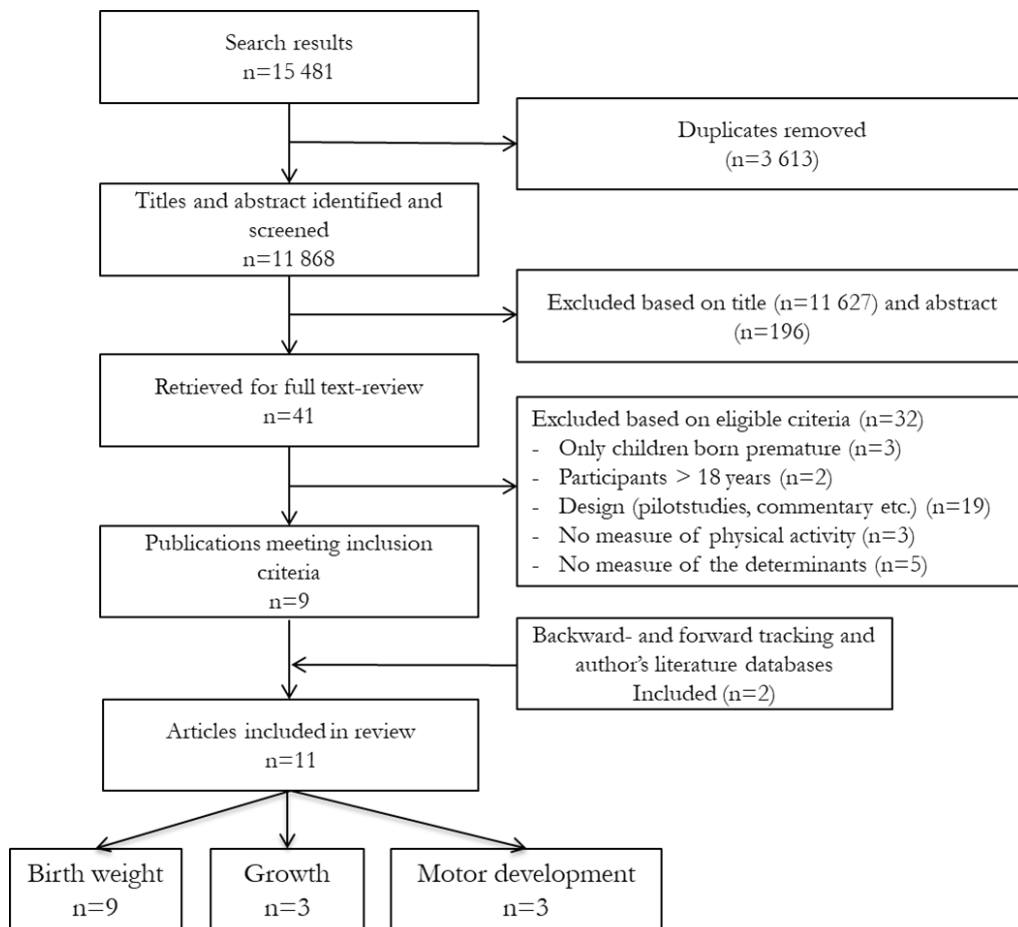 Search results
n=15 481
Duplicates removed
(n=3 613)
Titles and abstract identified and
screened
n=11 868
Excluded based on title (n=11 627) and abstract
(n=196)
Retrieved for full text-review
n=41
Excluded based on eligible criteria (n=32)
- Only children born premature (n=3)
- Participants > 18 years (n=2)
- Design (pilotstudies, commentary etc.) (n=19)
- No measure of physical activity (n=3)
- No measure of the determinants (n=5)
Publications meeting inclusion
criteria
n=9
Backward- and forward tracking and
author's literature databases
Included (n=2)
Articles included in review
n=11
Birth weight
n=9
Growth
n=3
Motor development
n=3